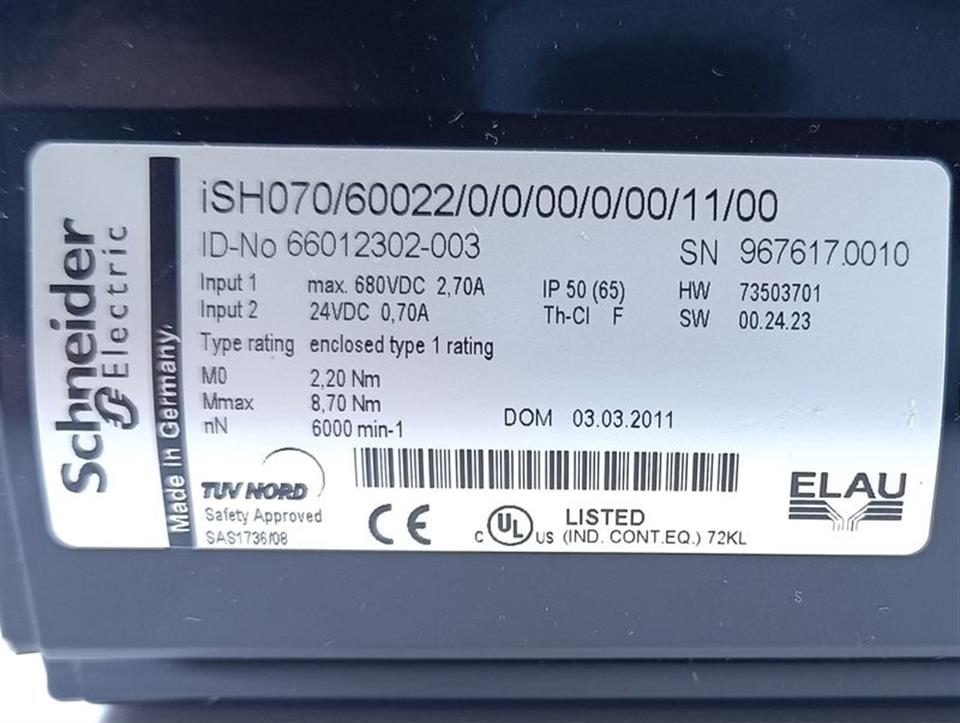 Schneider
Electric
Made in Germany
iSH070/60022/0/0/00/0/00/11/00
ID-No 66012302-003 SN 967617.0010
Input 1 max. 680VDC 2,70A IP 50 (65) HW 73503701
Input 2 24VDC 0,70A Th-Cl F SW 00.24.23
Type rating enclosed type 1 rating
M0 2,20 Nm
Mmax 8,70 Nm
nN 6000 min-1
DOM 03.03.2011
TÜV NORD
Safety Approved
SAS1736/08
CE
C UL US
LISTED
(IND. CONT.EQ.) 72KL
ELAU